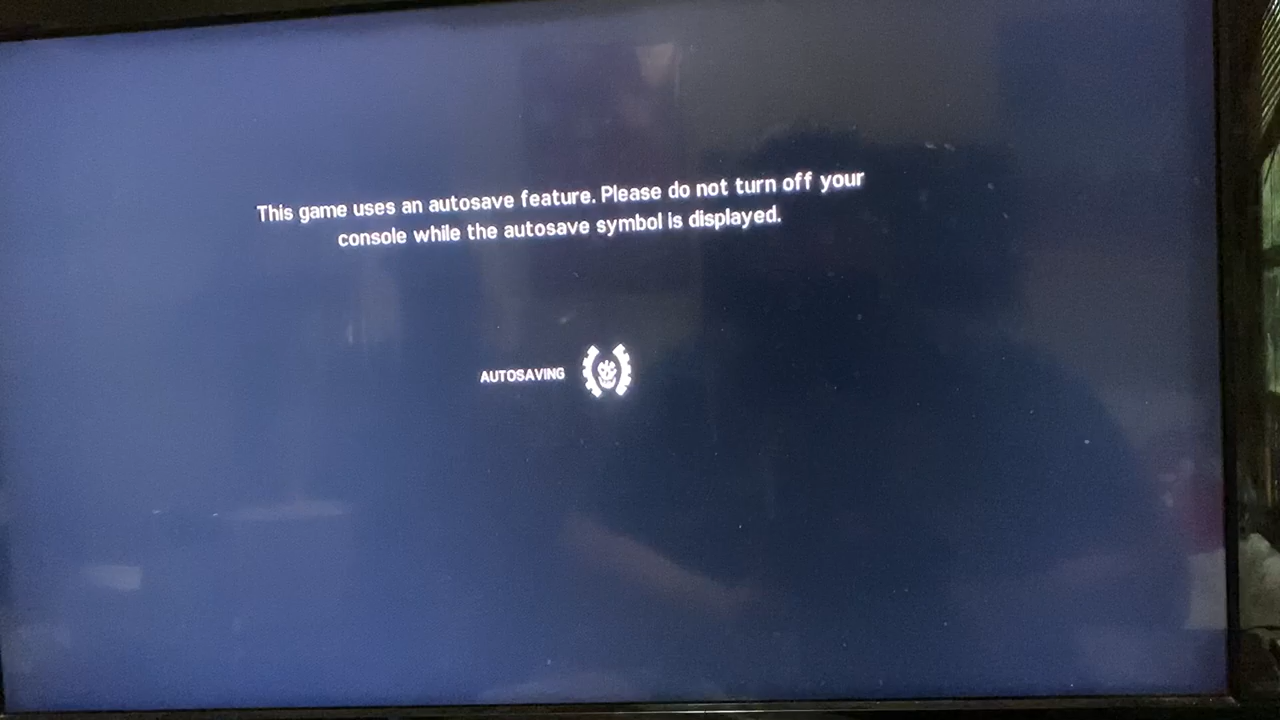 This game uses an autosave feature. Please do not turn off your
console while the autosave symbol is displayed.
AUTOSAVING